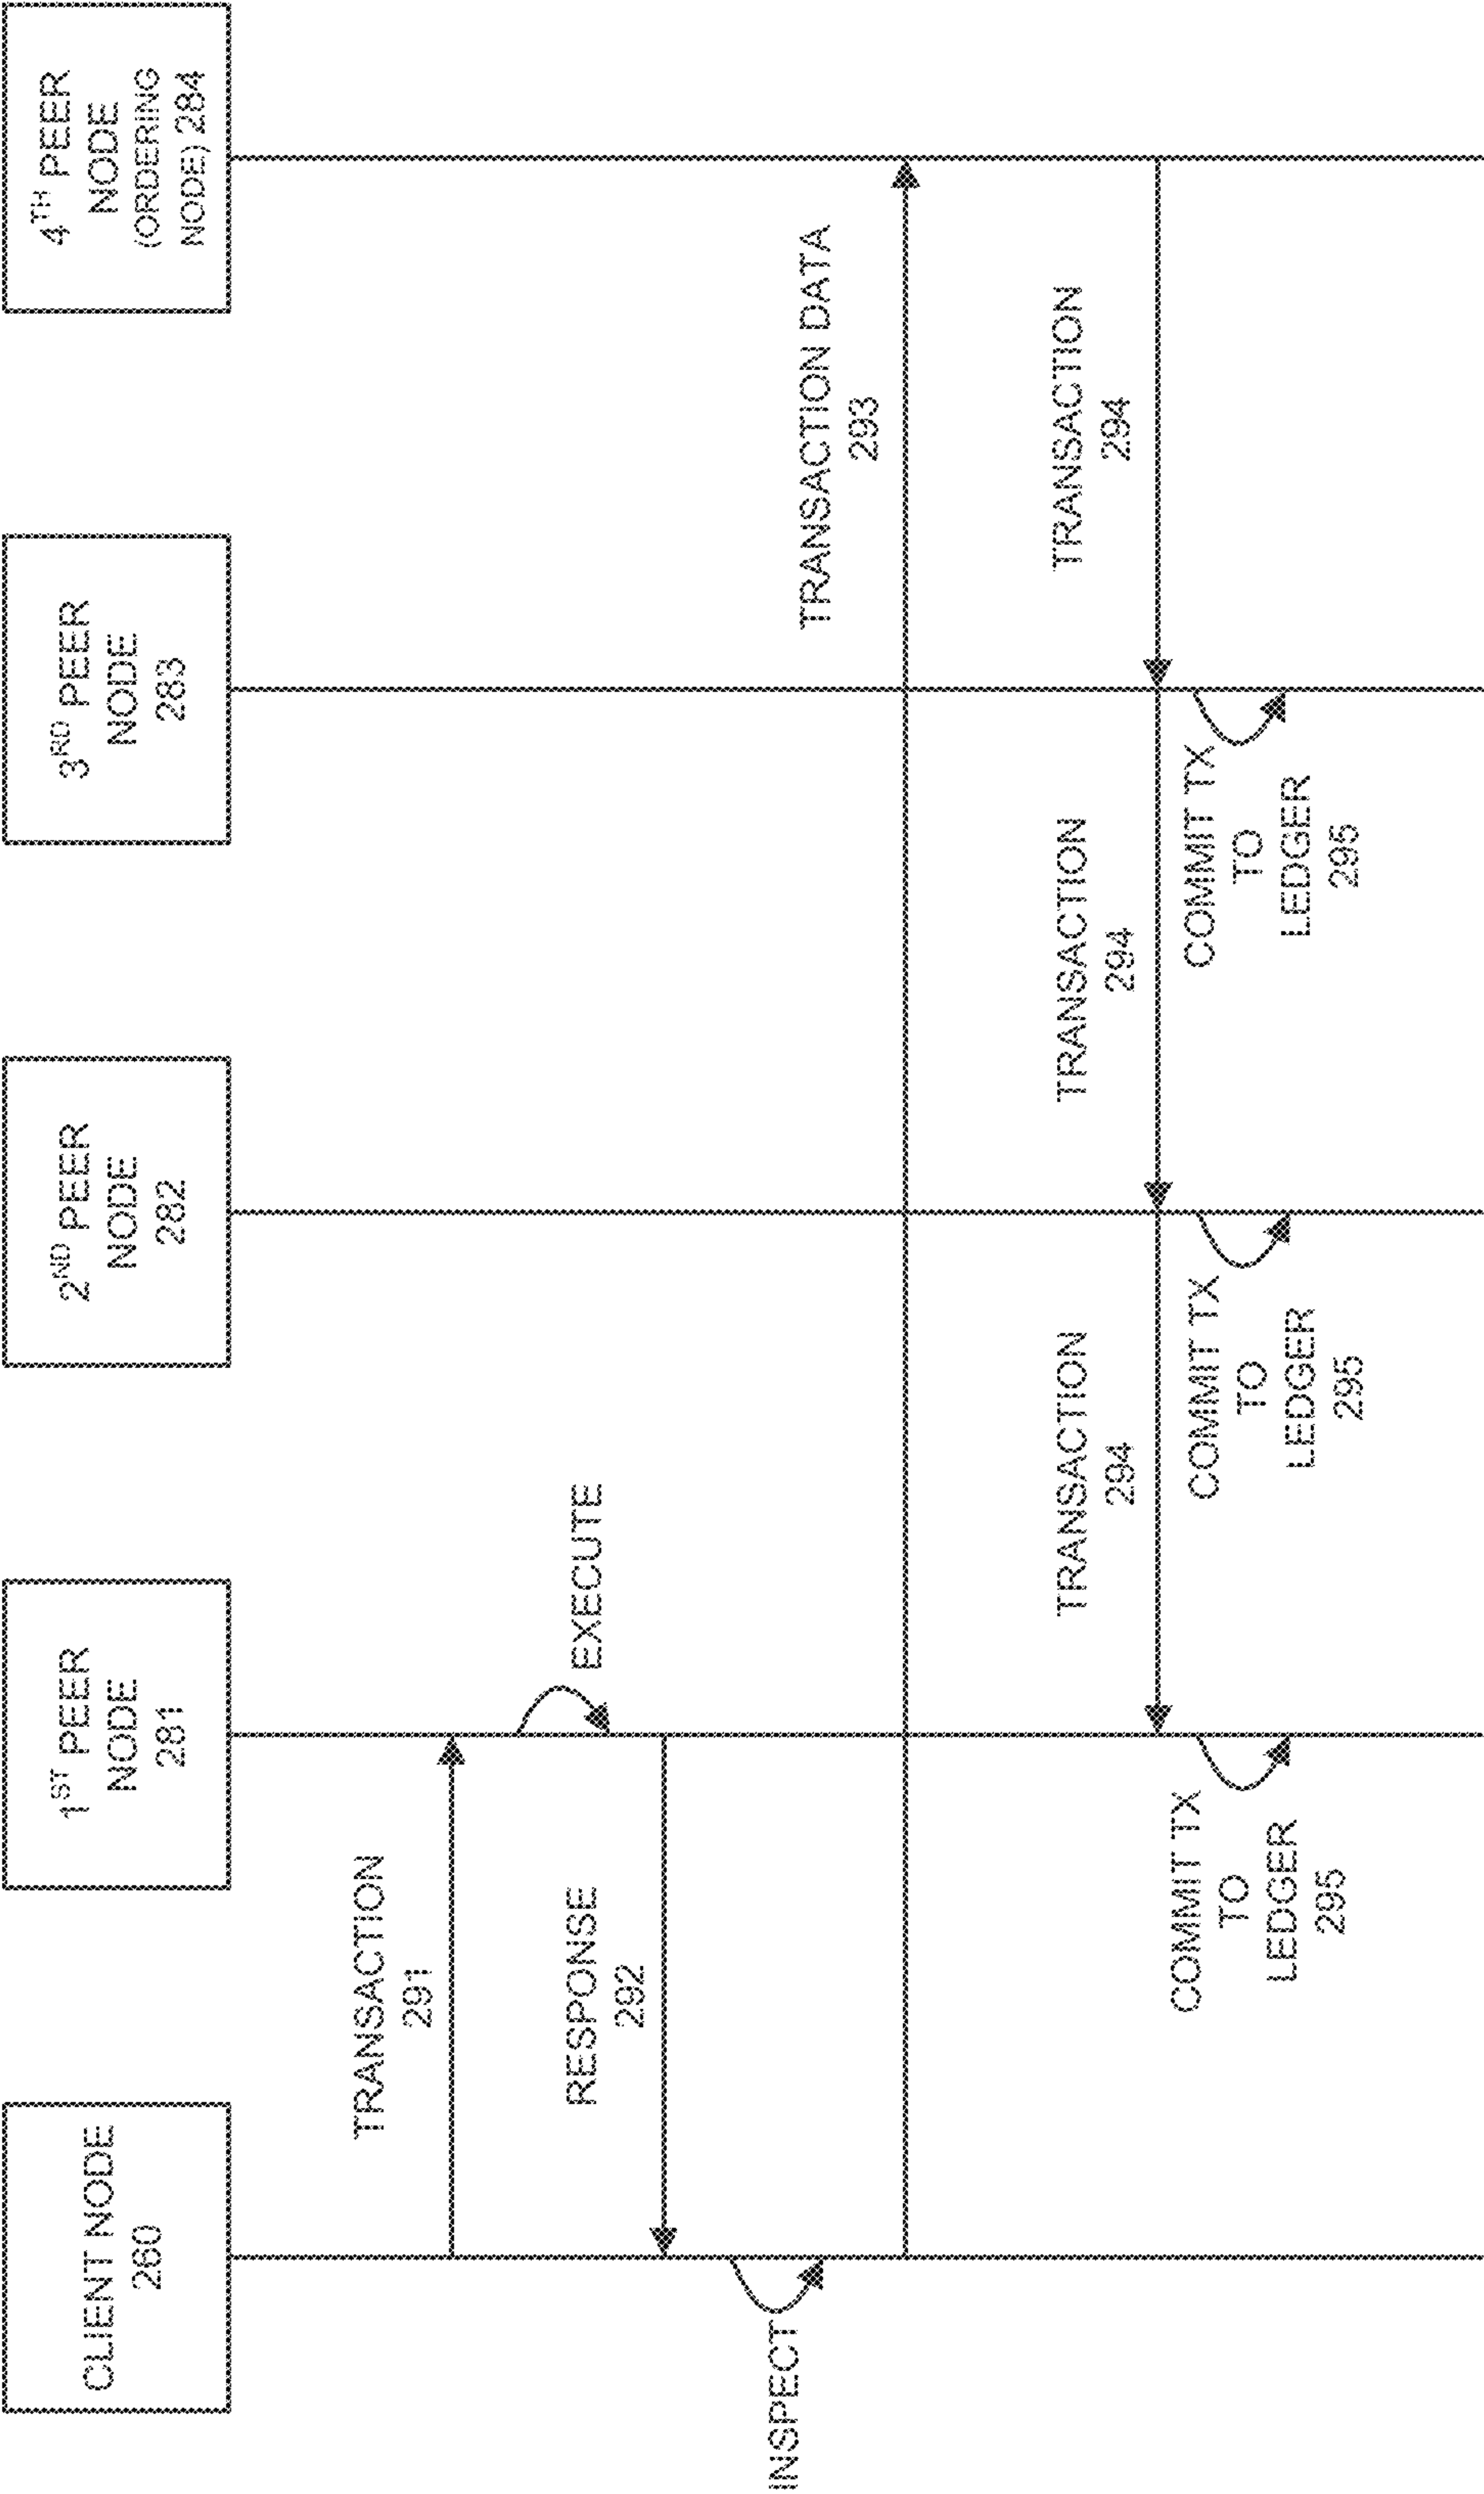 CLIENT NODE
260
1ST PEER
NODE
281
2ND PEER
NODE
282
3RD PEER
NODE
283
4TH PEER
NODE
(ORDERING
NODE) 284
TRANSACTION
291
EXECUTE
RESPONSE
292
INSPECT
TRANSACTION DATA
293
TRANSACTION
294
TRANSACTION
294
TRANSACTION
294
COMMIT TX
TO
LEDGER
295
COMMIT TX
TO
LEDGER
295
COMMIT TX
TO
LEDGER
295